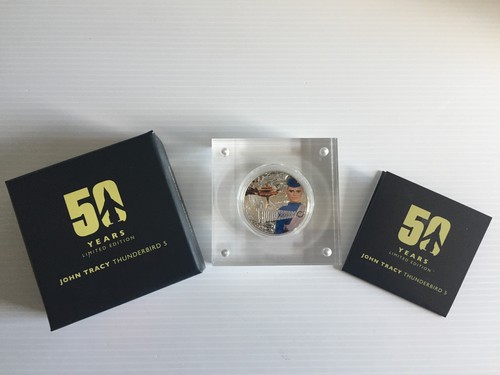 50
YEARS
LIMITED EDITION
JOHN TRACY THUNDERBIRD 5
50
YEARS
LIMITED EDITION
JOHN TRACY THUNDERBIRD 5